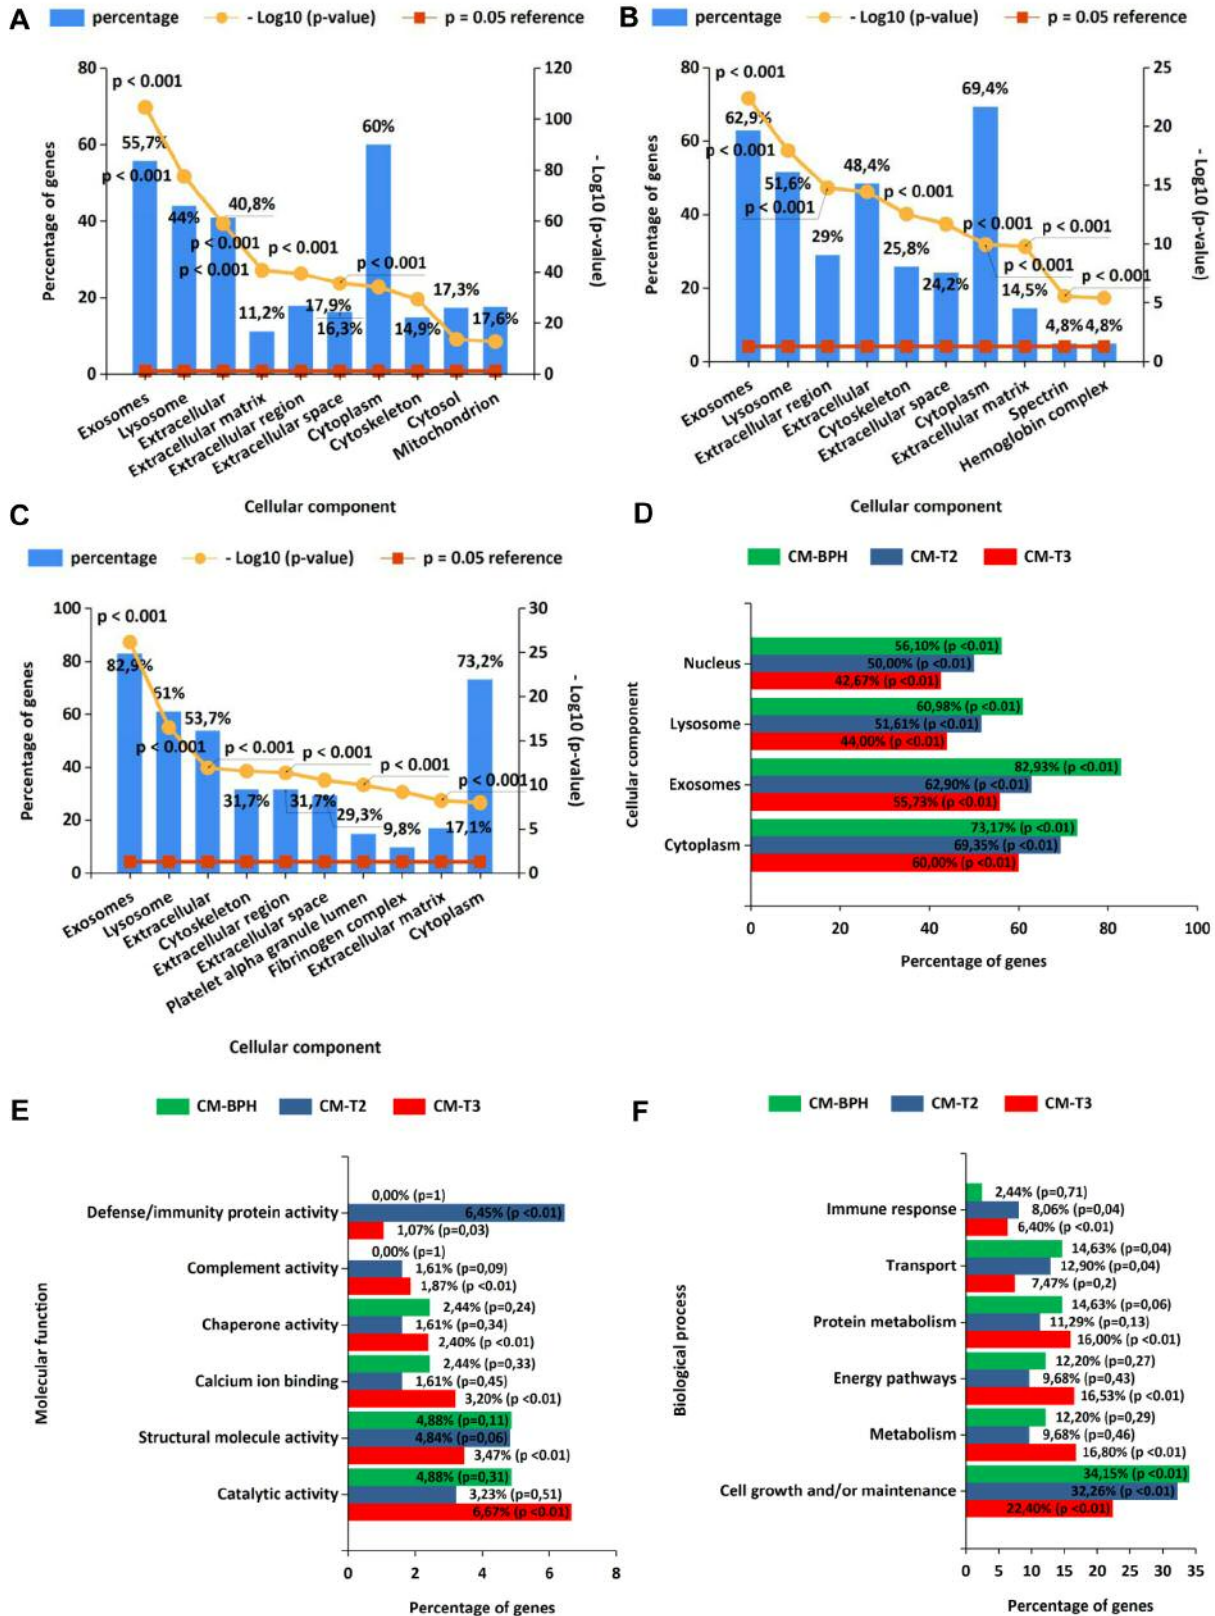 A
percentage
- Log10 (p-value)
p = 0.05 reference
80
60
40
20
0
Percentage of genes
120
100
80
60
40
20
0
- Log10 (p-value)
p < 0.001
55,7%
p < 0.001
44%
40,8%
p < 0.001
p < 0.001
11,2%
p < 0.001
17,9%
16,3%
p < 0.001
60%
14,9%
17,3%
17,6%
Exosomes
Lysosome
Extracellular
Extracellular matrix
Extracellular region
Extracellular space
Cytoplasm
Cytoskeleton
Cytosol
Mitochondrion
Cellular component
B
percentage
- Log10 (p-value)
p = 0.05 reference
80
60
40
20
0
Percentage of genes
25
20
15
10
5
0
- Log10 (p-value)
p < 0.001
62,9%
p < 0.001
51,6%
p < 0.001
29%
48,4%
p < 0.001
25,8%
24,2%
69,4%
p < 0.001
p < 0.001
p < 0.001
14,5%
p < 0.001
4,8%
4,8%
Exosomes
Lysosome
Extracellular region
Extracellular
Cytoskeleton
Extracellular space
Cytoplasm
Extracellular matrix
Spectrin
Hemoglobin complex
Cellular component
C
percentage
- Log10 (p-value)
p = 0.05 reference
100
80
60
40
20
0
Percentage of genes
30
25
20
15
10
5
0
- Log10 (p-value)
p < 0.001
82,9%
61%
p < 0.001
53,7%
p < 0.001
31,7%
p < 0.001
31,7%
29,3%
p < 0.001
9,8%
p < 0.001
17,1%
73,2%
Exosomes
Lysosome
Extracellular
Cytoskeleton
Extracellular region
Extracellular space
Platelet alpha granule lumen
Fibrinogen complex
Extracellular matrix
Cytoplasm
Cellular component
D
CM-BPH
CM-T2
CM-T3
Cellular component
Nucleus
56,10% (p <0.01)
50,00% (p <0.01)
42,67% (p <0.01)
Lysosome
60,98% (p <0.01)
51,61% (p <0.01)
44,00% (p <0.01)
Exosomes
82,93% (p <0.01)
62,90% (p <0.01)
55,73% (p <0.01)
Cytoplasm
73,17% (p <0.01)
69,35% (p <0.01)
60,00% (p <0.01)
0
20
40
60
80
100
Percentage of genes
E
CM-BPH
CM-T2
CM-T3
Molecular function
Defense/immunity protein activity
0,00% (p=1)
6,45% (p <0.01)
1,07% (p=0,03)
Complement activity
0,00% (p=1)
1,61% (p=0,09)
1,87% (p <0.01)
Chaperone activity
2,44% (p=0,24)
1,61% (p=0,34)
2,40% (p <0.01)
Calcium ion binding
2,44% (p=0,33)
1,61% (p=0,45)
3,20% (p <0.01)
Structural molecule activity
4,88% (p=0,11)
4,84% (p=0,06)
3,47% (p <0.01)
Catalytic activity
4,88% (p=0,31)
3,23% (p=0,51)
6,67% (p <0.01)
0
2
4
6
8
Percentage of genes
F
CM-BPH
CM-T2
CM-T3
Biological process
Immune response
2,44% (p=0,71)
8,06% (p=0,04)
6,40% (p <0.01)
Transport
14,63% (p=0,04)
12,90% (p=0,04)
7,47% (p=0,2)
Protein metabolism
14,63% (p=0,06)
11,29% (p=0,13)
16,00% (p <0.01)
Energy pathways
12,20% (p=0,27)
9,68% (p=0,43)
16,53% (p <0.01)
Metabolism
12,20% (p=0,29)
9,68% (p=0,46)
16,80% (p <0.01)
Cell growth and/or maintenance
34,15% (p <0.01)
32,26% (p <0.01)
22,40% (p <0.01)
0
5
10
15
20
25
30
35
Percentage of genes